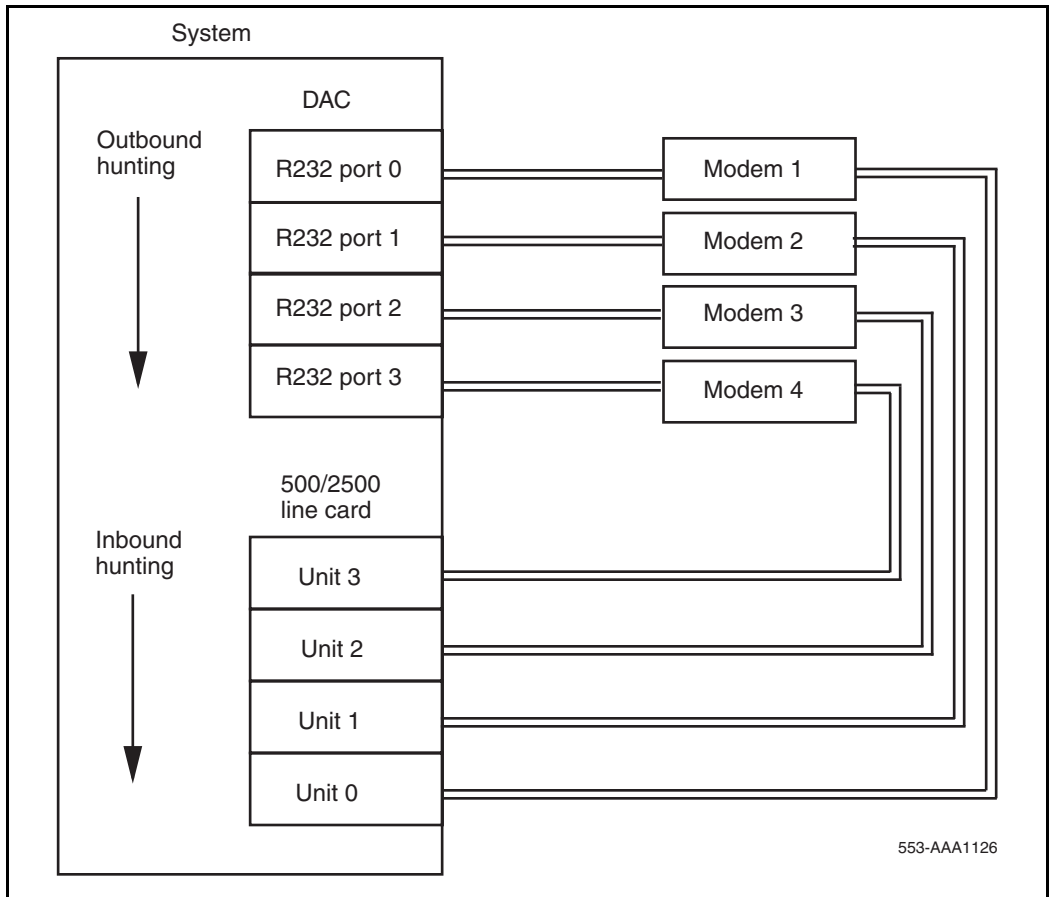 System
DAC
Outbound
hunting
R232 port 0
Modem 1
R232 port 1
Modem 2
R232 port 2
Modem 3
R232 port 3
Modem 4
500/2500
line card
Inbound
hunting
Unit 3
Unit 2
Unit 1
Unit 0
553-AAA1126